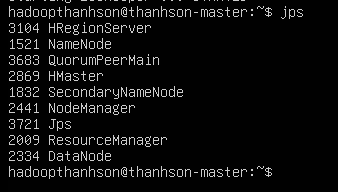 hadoopthanhson@thanhson-master:~$ jps
3104 HRegionServer
1521 NameNode
3683 QuorumPeerMain
2869 HMaster
1832 SecondaryNameNode
2441 NodeManager
3721 Jps
2009 ResourceManager
2334 DataNode
hadoopthanhson@thanhson-master:~$